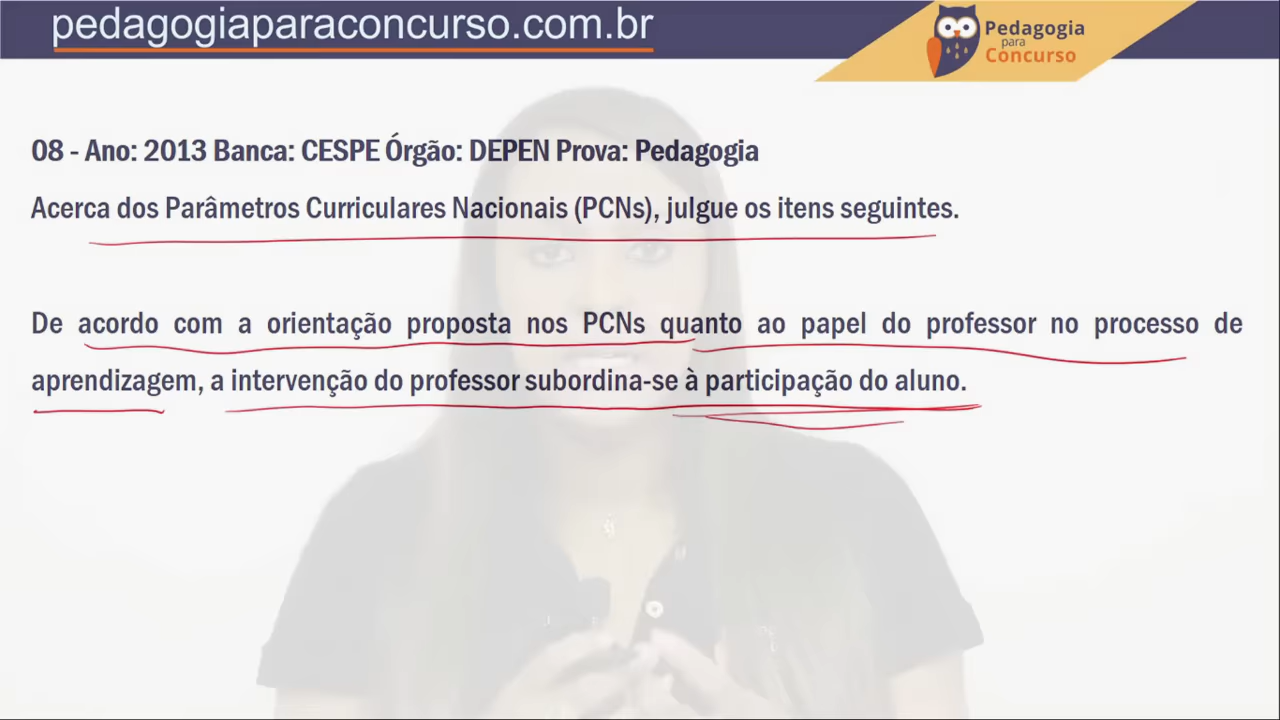 pedagogiaparaconcurso.com.br
Pedagogia
para
Concurso
08 - Ano: 2013 Banca: CESPE Órgão: DEPEN Prova: Pedagogia
Acerca dos Parâmetros Curriculares Nacionais (PCNs), julgue os itens seguintes.
De acordo com a orientação proposta nos PCNs quanto ao papel do professor no processo de
aprendizagem, a intervenção do professor subordina-se à participação do aluno.